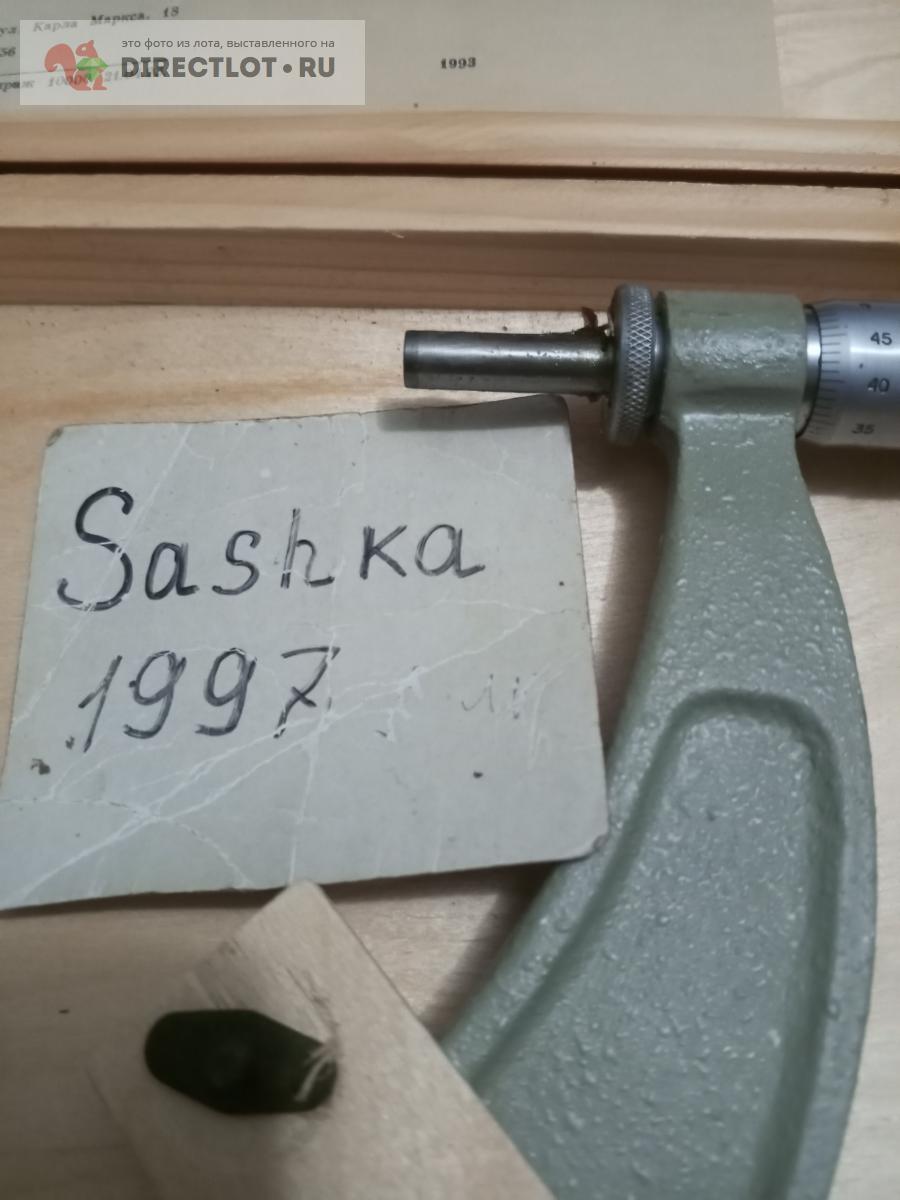 ул. Карла Маркса, 18
это фото из лота, выставленного на
DIRECTLOT.RU
1993
45
40
35
Sashka
1997